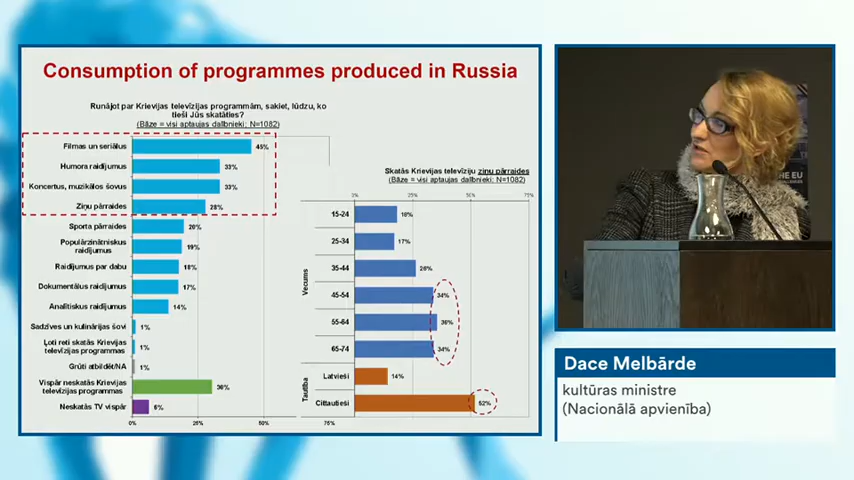 Consumption of programmes produced in Russia
Runājot par Krievijas televīzijas programmām, sakiet, lūdzu, ko
tieši Jūs skatāties?
(Bāze = visi aptaujas dalībnieki; N=1082)
Filmas un seriālus 45%
Humora raidījumus 33%
Koncertus, muzikālos šovus 33%
Ziņu pārraides 28%
Sporta pārraides 20%
Populārzinātniskus
raidījumus 19%
Raidījumus par dabu 18%
Dokumentālus raidījumus 17%
Analītiskus raidījumus 14%
Sadzīves un kulinārijas šovi 1%
Ļoti reti skatās Krievijas
televīzijas programmas 1%
Grūti atbildēt/NA 1%
Vispār neskatās Krievijas
televīzijas programmas 30%
Neskatās TV vispār 6%
0% 25% 50% 75%
Skatās Krievijas televīziju ziņu pārraides
(Bāze = visi aptaujas dalībnieki; N=1082)
0% 25% 50% 75%
Vecums
15-24 18%
25-34 17%
35-44 26%
45-54 34%
55-64 36%
65-74 34%
Tautība
Latvieši 14%
Cittautieši 52%
HE EU
Dace Melbārde
kultūras ministre
(Nacionālā apvienība)